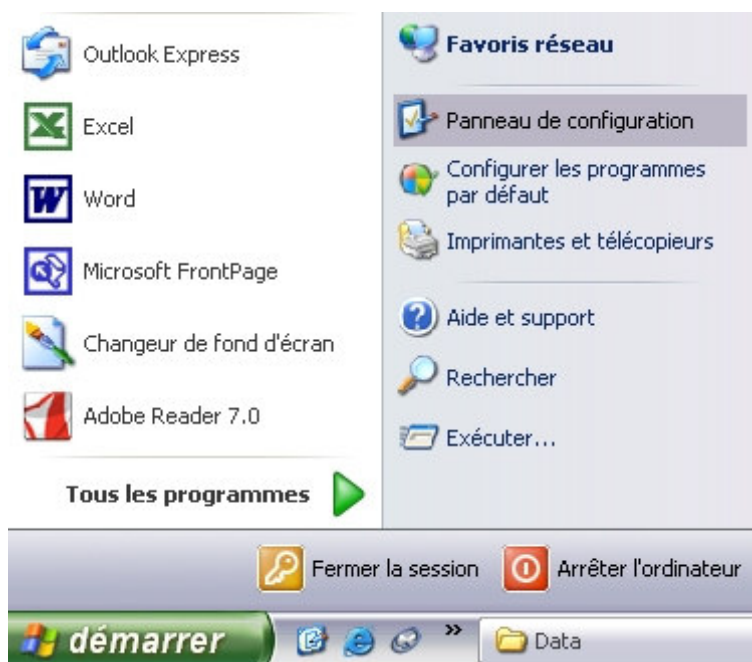 Outlook Express
Excel
Word
Microsoft FrontPage
Changeur de fond d'écran
Adobe Reader 7.0
Tous les programmes
Favoris réseau
Panneau de configuration
Configurer les programmes
par défaut
Imprimantes et télécopieurs
Aide et support
Rechercher
Exécuter...
Fermer la session
Arrêter l'ordinateur
démarrer
»
Data